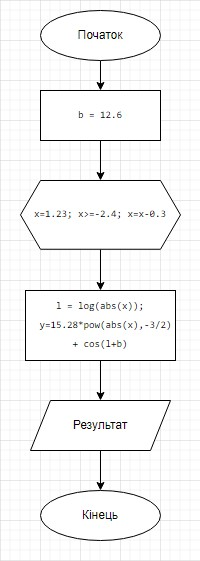 Початок
b = 12.6
x=1.23; x>=-2.4; x=x-0.3
l = log(abs(x));
y=15.28*pow(abs(x),-3/2)
+ cos(l+b)
Результат
Кінець